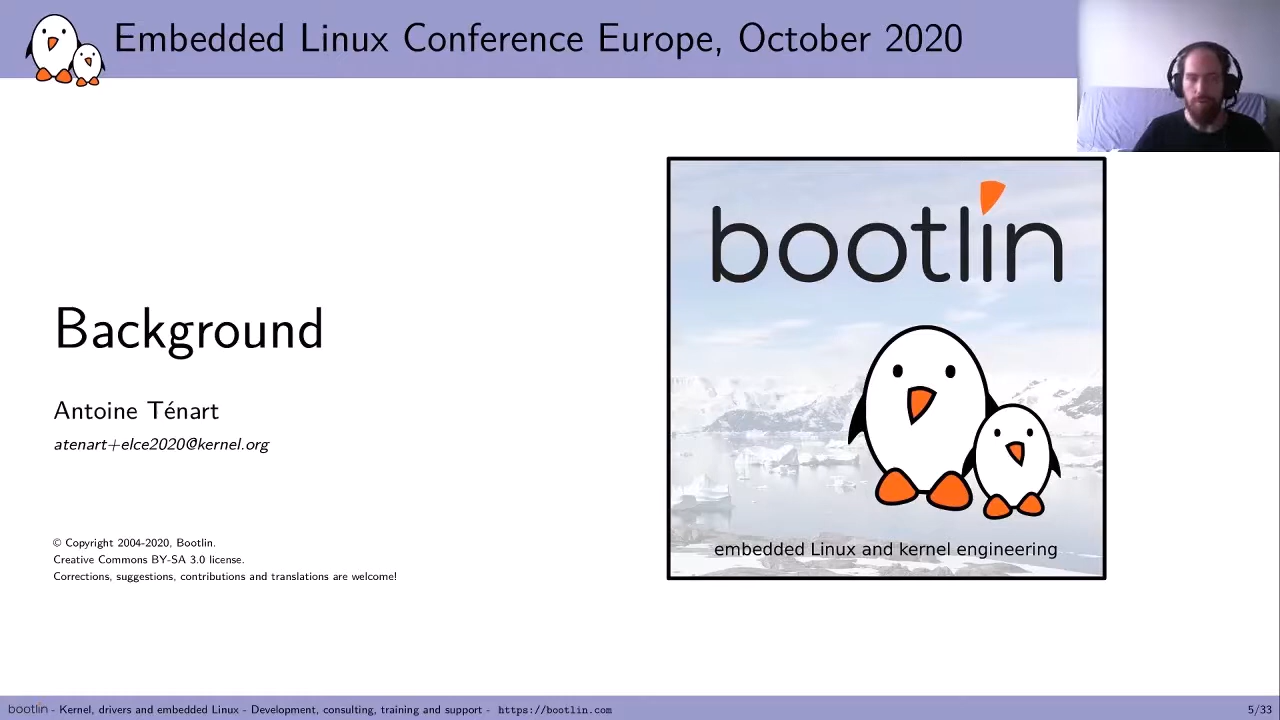 Embedded Linux Conference Europe, October 2020
bootlin
Background
Antoine Ténart
atenart+elce2020@kernel.org
© Copyright 2004-2020, Bootlin.
Creative Commons BY-SA 3.0 license.
Corrections, suggestions, contributions and translations are welcome!
embedded Linux and kernel engineering
bootlin - Kernel, drivers and embedded Linux - Development, consulting, training and support - https://bootlin.com
5/33